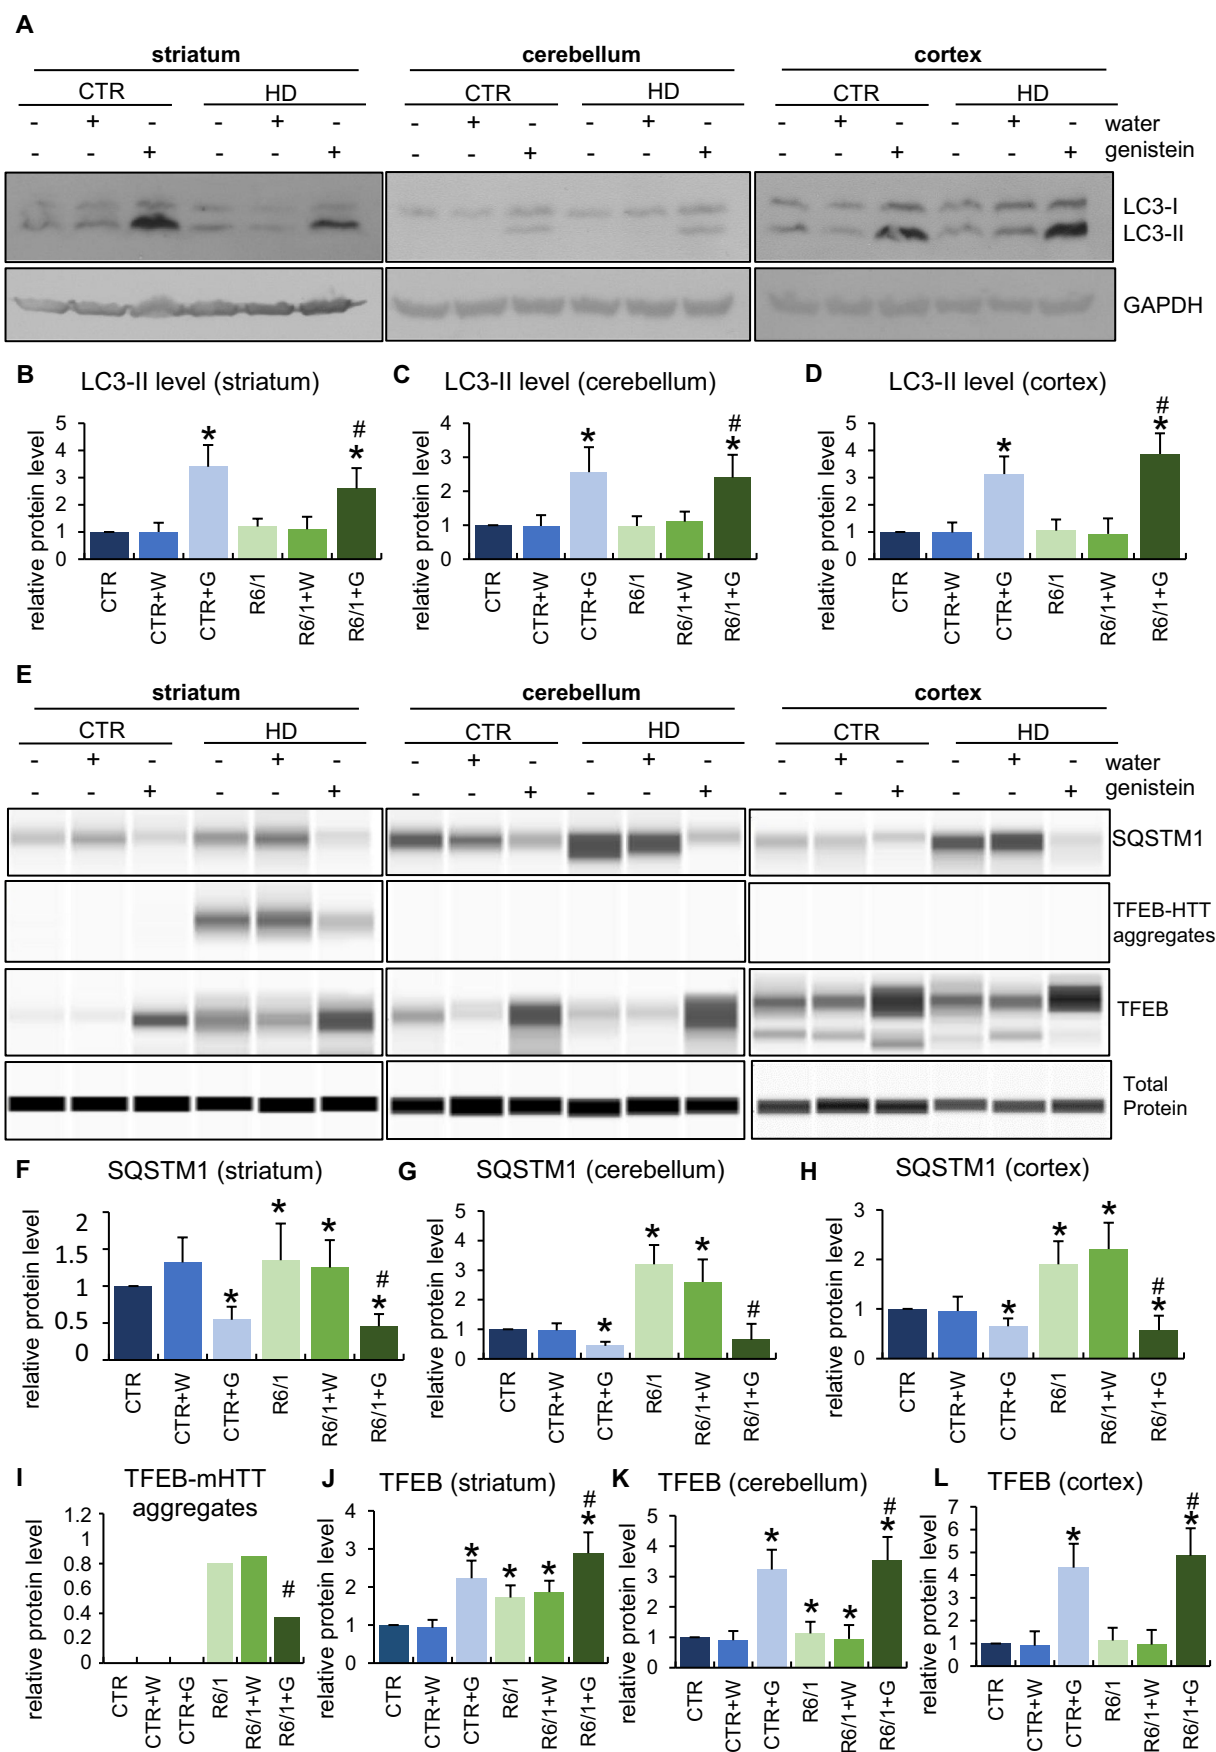 A
striatum cerebellum cortex
CTR HD CTR HD CTR HD
- + - - + - - + - - + - - + - - + - water
- - + - - + - - + - - + - - + - - + genistein
LC3-I
LC3-II
GAPDH
B LC3-II level (striatum)
relative protein level
5
4
3
2
1
0
* # *
CTR CTR+W CTR+G R6/1 R6/1+W R6/1+G
C LC3-II level (cerebellum)
relative protein level
4
3
2
1
0
* # *
CTR CTR+W CTR+G R6/1 R6/1+W R6/1+G
D LC3-II level (cortex)
relative protein level
5
4
3
2
1
0
* # *
CTR CTR+W CTR+G R6/1 R6/1+W R6/1+G
E
striatum cerebellum cortex
CTR HD CTR HD CTR HD
- + - - + - - + - - + - - + - - + - water
- - + - - + - - + - - + - - + - - + genistein
SQSTM1
TFEB-HTT
aggregates
TFEB
Total
Protein
F SQSTM1 (striatum)
relative protein level
2
1.5
1
0.5
0
* * * # *
CTR CTR+W CTR+G R6/1 R6/1+W R6/1+G
G SQSTM1 (cerebellum)
relative protein level
5
4
3
2
1
0
* * * #
CTR CTR+W CTR+G R6/1 R6/1+W R6/1+G
H SQSTM1 (cortex)
relative protein level
3
2
1
0
* * * # *
CTR CTR+W CTR+G R6/1 R6/1+W R6/1+G
I TFEB-mHTT
aggregates
relative protein level
1.2
1
0.8
0.6
0.4
0.2
0
#
CTR CTR+W CTR+G R6/1 R6/1+W R6/1+G
J TFEB (striatum)
relative protein level
4
3
2
1
0
* * * # *
CTR CTR+W CTR+G R6/1 R6/1+W R6/1+G
K TFEB (cerebellum)
relative protein level
5
4
3
2
1
0
* * * # *
CTR CTR+W CTR+G R6/1 R6/1+W R6/1+G
L TFEB (cortex)
relative protein level
7
6
5
4
3
2
1
0
* # *
CTR CTR+W CTR+G R6/1 R6/1+W R6/1+G